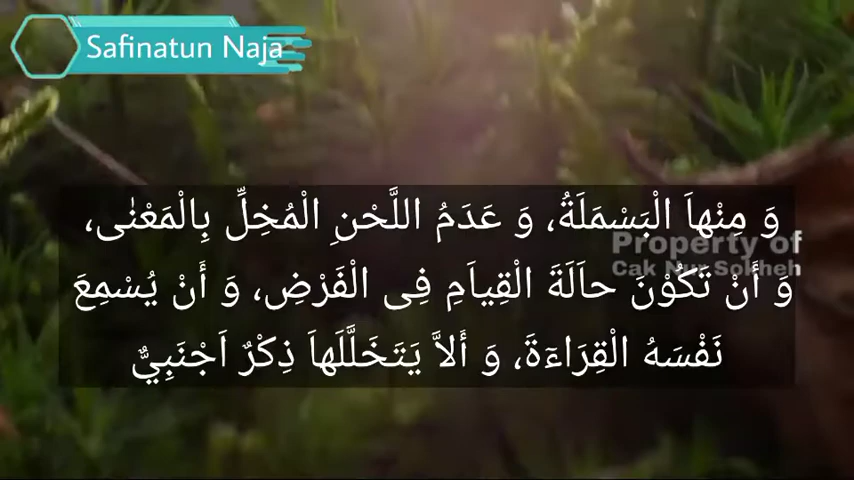 Safinatun Naja
وَ مِنْهاَ الْبَسْمَلَةُ، وَ عَدَمُ اللَّحْنِ الْمُخِلِّ بِالْمَعْنٰى،
Property of
Cak Nur Sokheh
وَ أَنْ تَكُوْنَ حاَلَةَ الْقِياَمِ فِى الْفَرْضِ، وَ أَنْ يُسْمِعَ
نَفْسَهُ الْقِرَاءَةَ، وَ أَلاَّ يَتَخَلَّلَهاَ ذِكْرٌ اَجْنَبِيٌّ